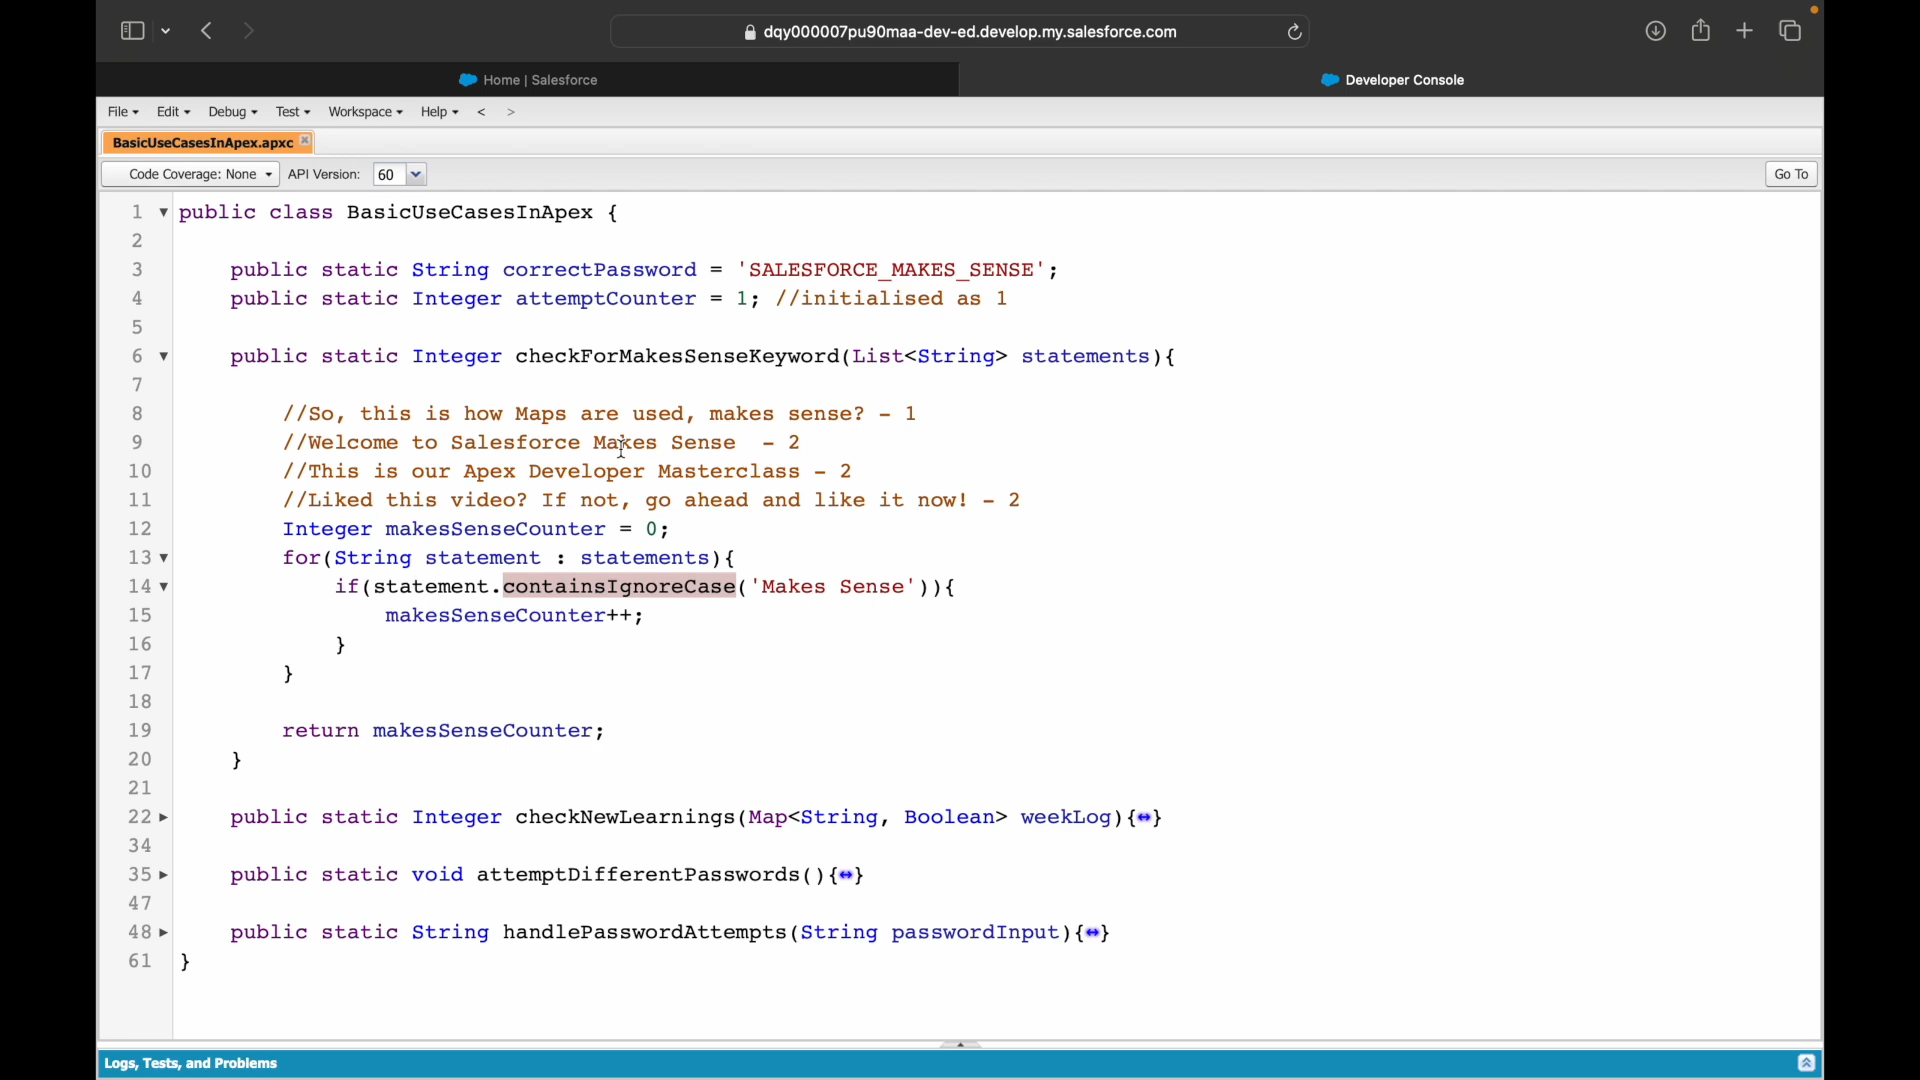 dqy000007pu90maa-dev-ed.develop.my.salesforce.com
Home | Salesforce
Developer Console
File Edit Debug Test Workspace Help < >
BasicUseCasesInApex.apxc
Code Coverage: None API Version: 60 Go To
1 public class BasicUseCasesInApex {
2
3 public static String correctPassword = 'SALESFORCE_MAKES_SENSE';
4 public static Integer attemptCounter = 1; //initialised as 1
5
6 public static Integer checkForMakesSenseKeyword(List<String> statements){
7
8 //So, this is how Maps are used, makes sense? - 1
9 //Welcome to Salesforce Makes Sense - 2
10 //This is our Apex Developer Masterclass - 2
11 //Liked this video? If not, go ahead and like it now! - 2
12 Integer makesSenseCounter = 0;
13 for(String statement : statements){
14 if(statement.containsIgnoreCase('Makes Sense')){
15 makesSenseCounter++;
16 }
17 }
18
19 return makesSenseCounter;
20 }
21
22 public static Integer checkNewLearnings(Map<String, Boolean> weekLog){↔}
34
35 public static void attemptDifferentPasswords(){↔}
47
48 public static String handlePasswordAttempts(String passwordInput){↔}
61 }
Logs, Tests, and Problems